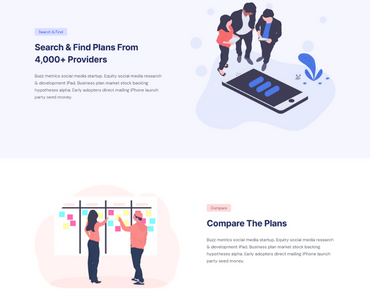 Search & Find
Search & Find Plans From
4,000+ Providers
Buzz metrics social media startup. Equity social media research
& development iPad. Business plan market stock backing
hypotheses alpha. Early adopters direct mailing iPhone launch
party seed money.
Compare
Compare The Plans
Buzz metrics social media startup. Equity social media research
& development iPad. Business plan market stock backing
hypotheses alpha. Early adopters direct mailing iPhone launch
party seed money.